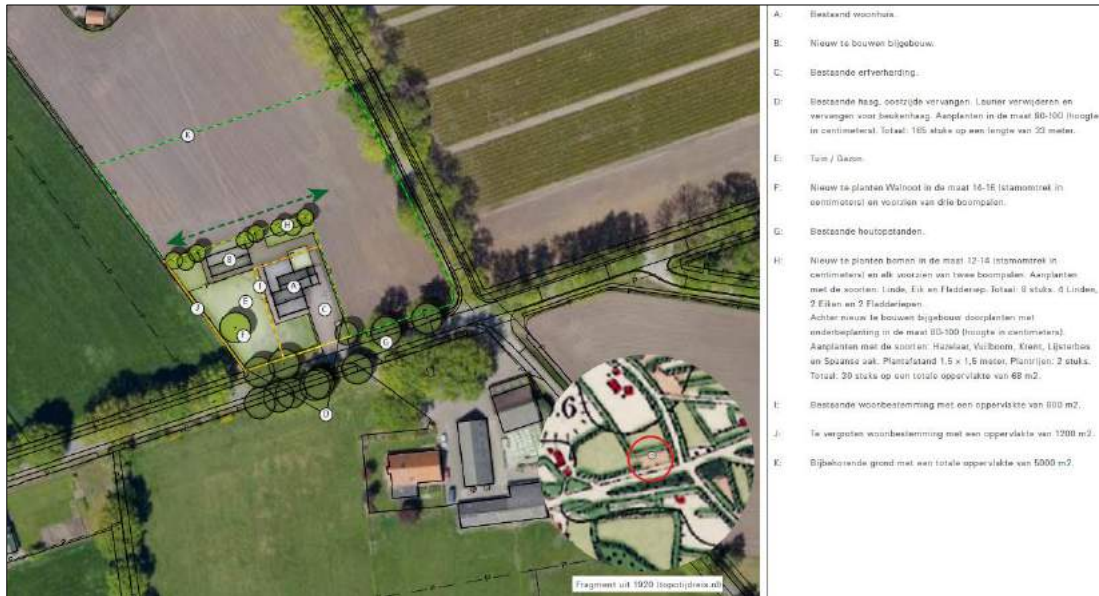 A: Bestaand woonhuis.
B: Nieuw te bouwen bijgebouw.
C: Bestaande erfverharding.
D: Bestaande haag, oostzijde vervangen. Laurier verwijderen en
vervangen voor beukenhaag. Aanplanten in de maat 80-100 (hoogte
in centimeters). Totaal: 165 stuks op een lengte van 33 meter.
E: Tuin / Gazon.
F: Nieuw te planten Walnoot in de maat 14-16 (stamomtrek in
centimeters) en voorzien van drie boompalen.
G: Bestaande houtopstanden.
H: Nieuw te planten bomen in de maat 12-14 (stamomtrek in
centimeters) en elk voorzien van twee boompalen. Aanplanten
met de soorten: Linde, Eik en Fladderiep. Totaal: 8 stuks. 4 Linden,
2 Eiken en 2 Fladderiepen.
Achter nieuw te bouwen bijgebouw doorplanten met
onderbeplanting in de maat 80-100 (hoogte in centimeters).
Aanplanten met de soorten: Hazelaar, Vuilboom, Krent, Lijsterbes
en Spaanse aak. Plantafstand 1,5 x 1,5 meter. Plantrijen: 2 stuks.
Totaal: 30 stuks op een totale oppervlakte van 68 m2.
I: Bestaande woonbestemming met een oppervlakte van 800 m2.
J: Te vergroten woonbestemming met een oppervlakte van 1200 m2.
K: Bijbehorende grond met een totale oppervlakte van 5000 m2.
K
H
B
I
A
E
J
C
F
G
D
.6
Fragment uit 1920 (topotijdreis.nl)